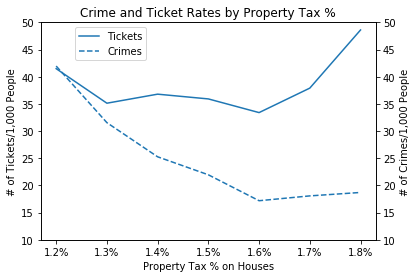 Crime and Ticket Rates by Property Tax %
Tickets
Crimes
# of Tickets/1,000 People
50
45
40
35
30
25
20
15
10
50
45
40
35
30
25
20
15
10
# of Crimes/1,000 People
1.2% 1.3% 1.4% 1.5% 1.6% 1.7% 1.8%
Property Tax % on Houses